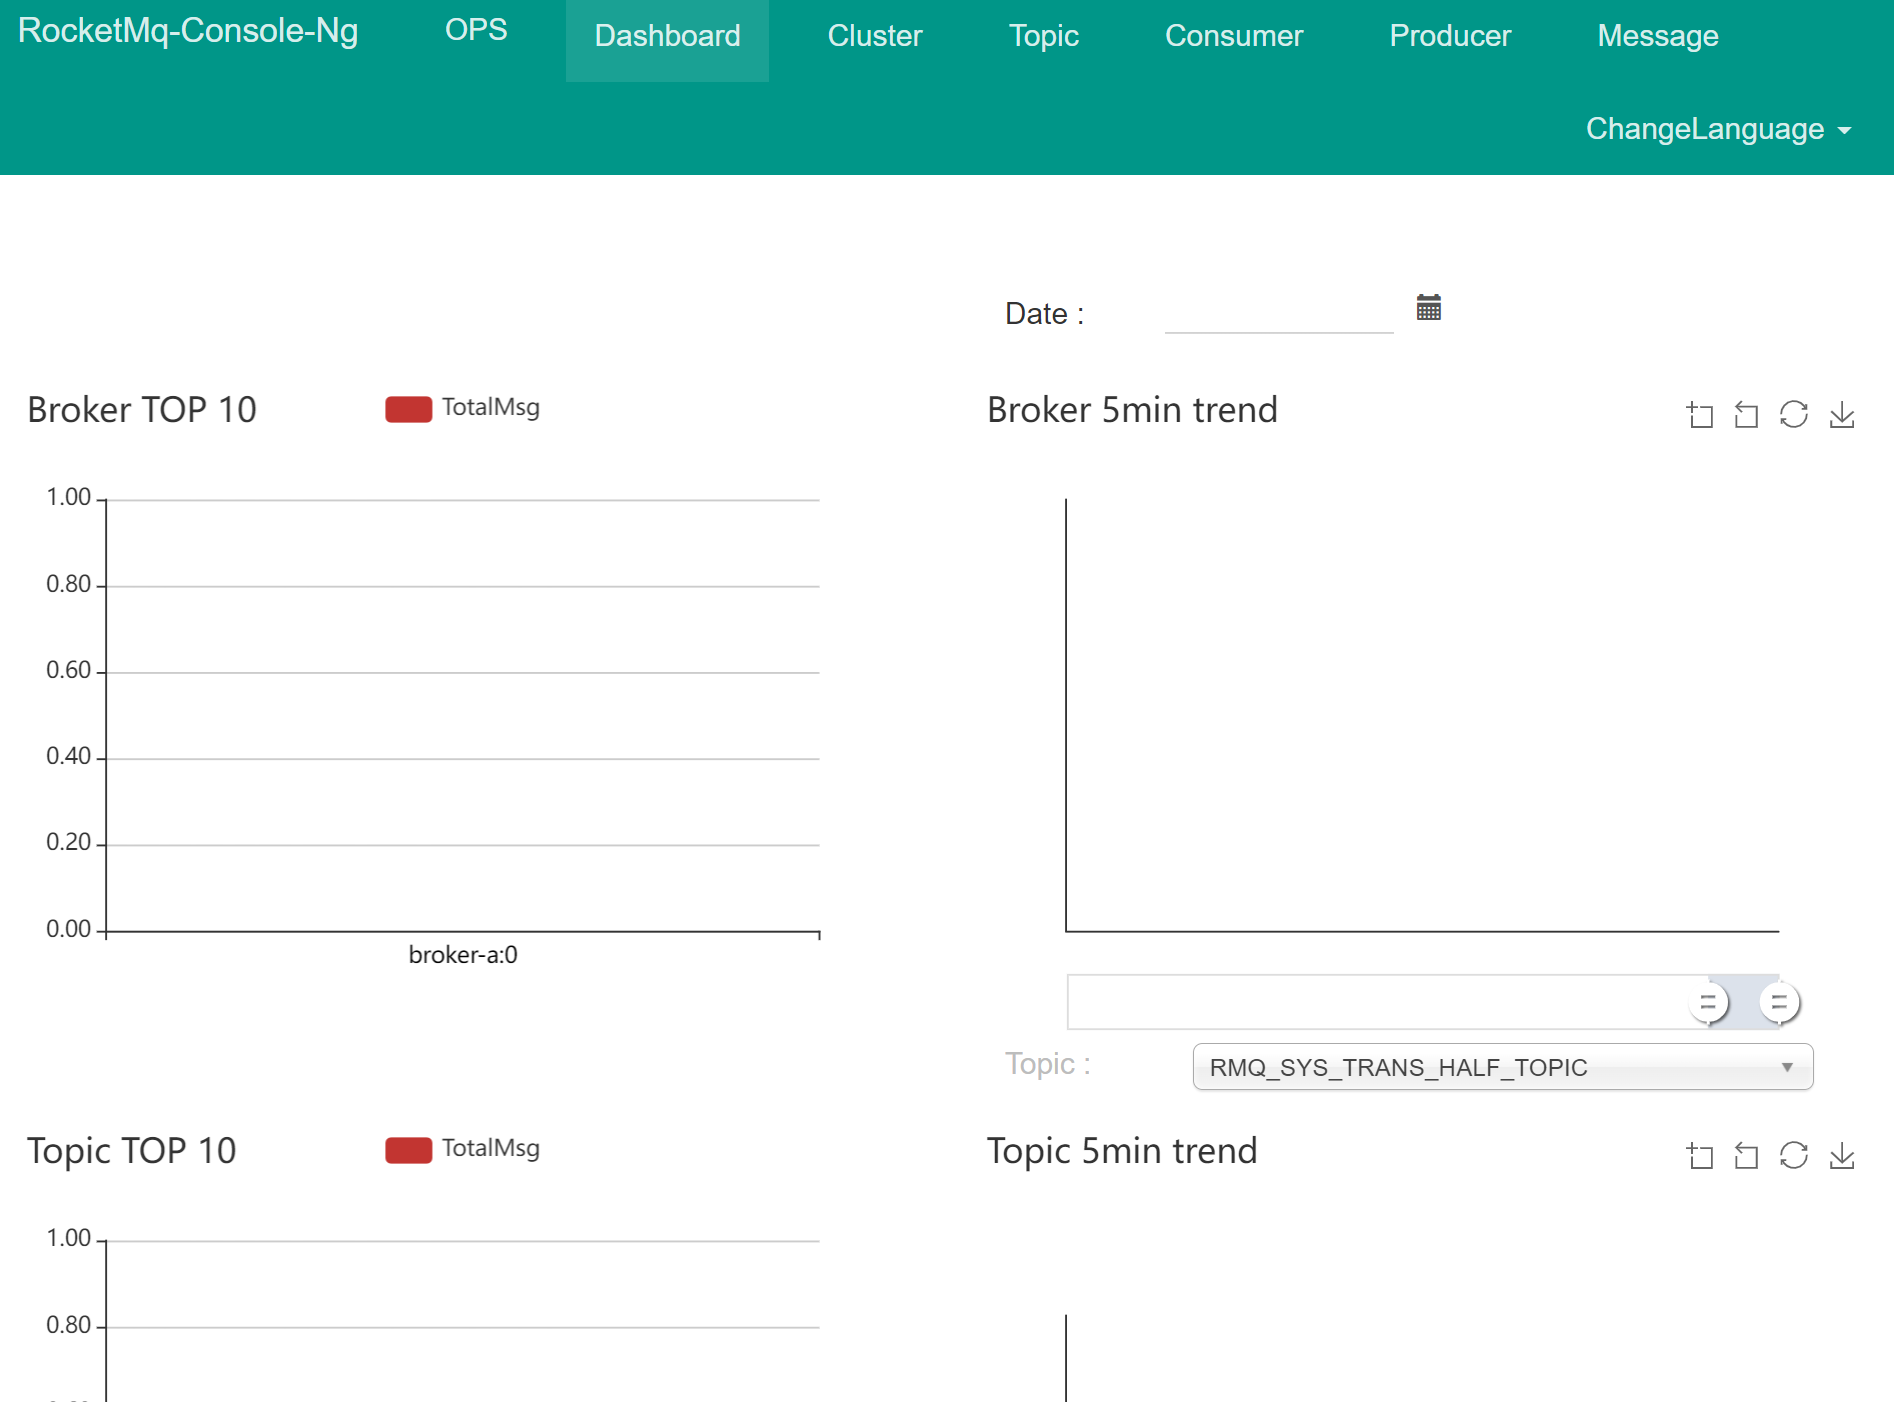 RocketMq-Console-Ng OPS Dashboard Cluster Topic Consumer Producer Message
ChangeLanguage
Date :
Broker TOP 10
TotalMsg
1.00
0.80
0.60
0.40
0.20
0.00
broker-a:0
Broker 5min trend
Topic :
RMQ_SYS_TRANS_HALF_TOPIC
Topic TOP 10
TotalMsg
1.00
0.80
Topic 5min trend